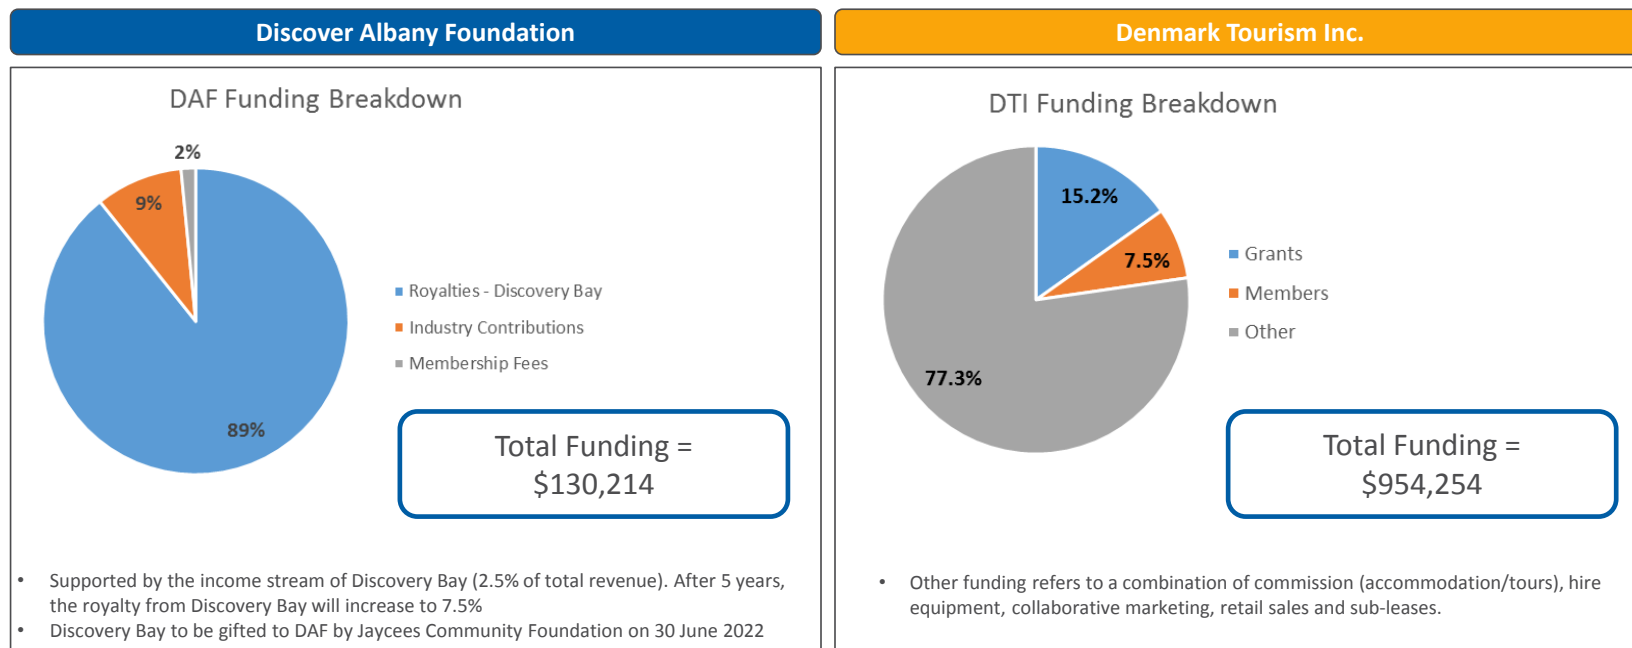 Discover Albany Foundation
DAF Funding Breakdown
2%
9%
89%
Royalties - Discovery Bay
Industry Contributions
Membership Fees
Total Funding =
$130,214
• Supported by the income stream of Discovery Bay (2.5% of total revenue). After 5 years,
the royalty from Discovery Bay will increase to 7.5%
• Discovery Bay to be gifted to DAF by Jaycees Community Foundation on 30 June 2022
Denmark Tourism Inc.
DTI Funding Breakdown
15.2%
7.5%
77.3%
Grants
Members
Other
Total Funding =
$954,254
• Other funding refers to a combination of commission (accommodation/tours), hire
equipment, collaborative marketing, retail sales and sub-leases.